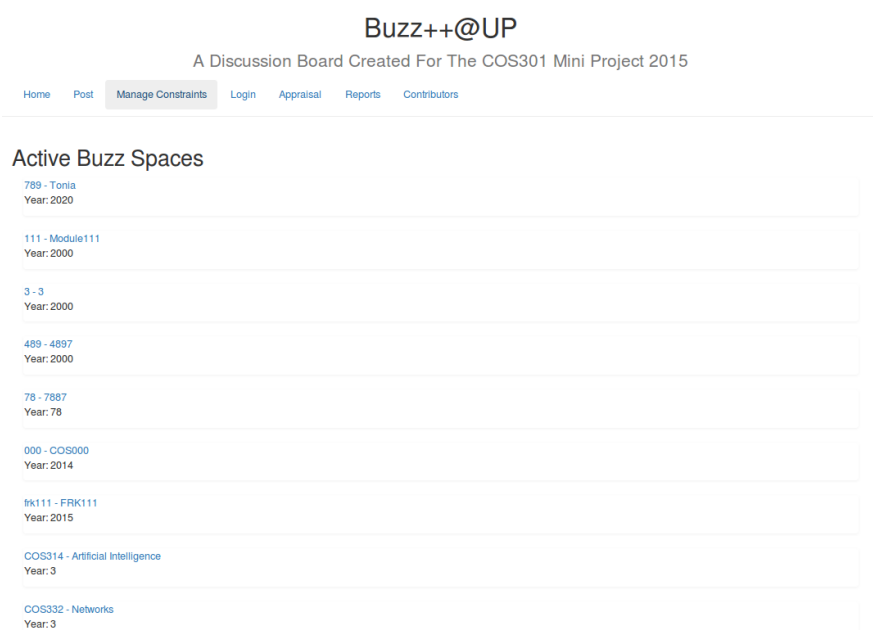 Buzz++@UP
A Discussion Board Created For The COS301 Mini Project 2015
Home Post Manage Constraints Login Appraisal Reports Contributors
Active Buzz Spaces
789 - Tonia
Year: 2020
111 - Module111
Year: 2000
3 - 3
Year: 2000
489 - 4897
Year: 2000
78 - 7887
Year: 78
000 - COS000
Year: 2014
frk111 - FRK111
Year: 2015
COS314 - Artificial Intelligence
Year: 3
COS332 - Networks
Year: 3